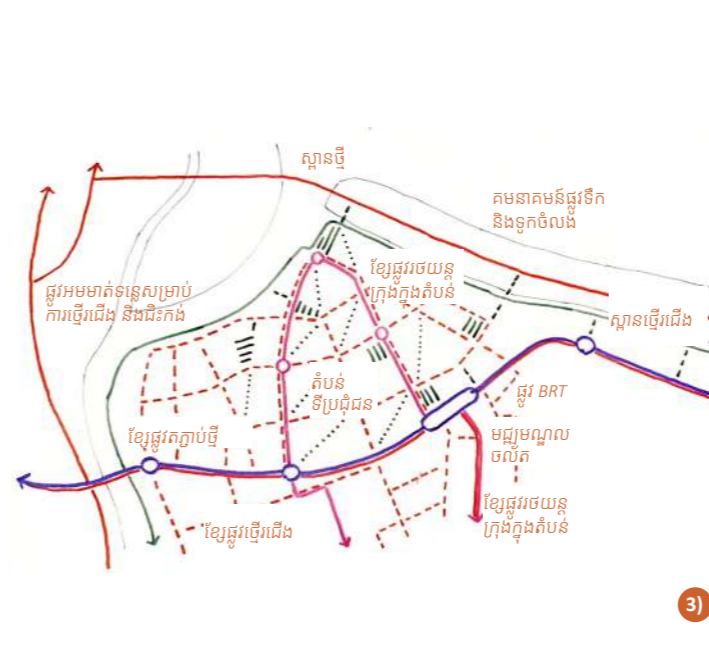 ស្ពានថ្មី
គមនាគមន៍ផ្លូវទឹក
និងទូកចំលង
ខ្សែផ្លូវរថយន្ត
ក្រុងក្នុងតំបន់
ផ្លូវអមមាត់ទន្លេសម្រាប់
ការថ្មើរជើង និងជិះកង់
ស្ពានថ្មើរជើង
តំបន់
ទីប្រជុំជន
ផ្លូវ BRT
ខ្សែផ្លូវតភ្ជាប់ថ្មី
មជ្ឈមណ្ឌល
ចល័ត
ខ្សែផ្លូវរថយន្ត
ក្រុងក្នុងតំបន់
ខ្សែផ្លូវថ្មើរជើង
3)